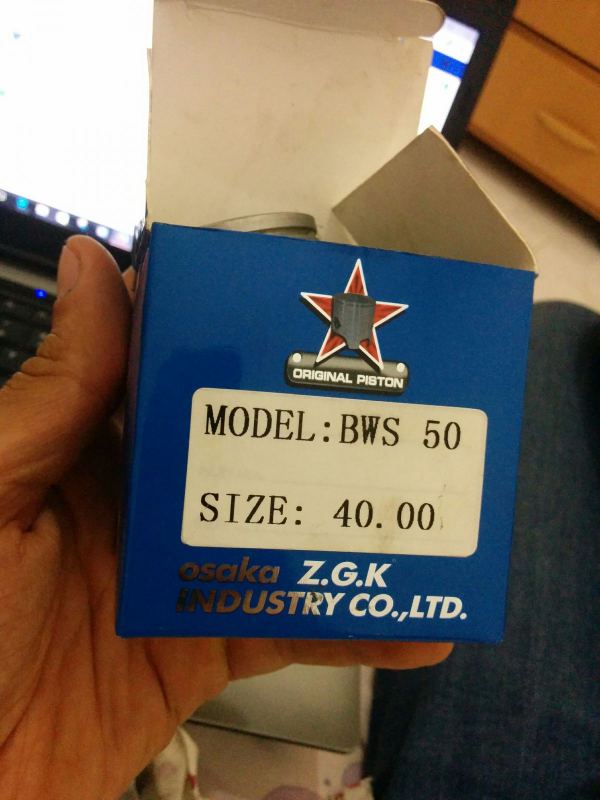 ORIGINAL PISTON
MODEL:BWS 50
SIZE: 40.00
osaka Z.G.K
INDUSTRY CO.,LTD.